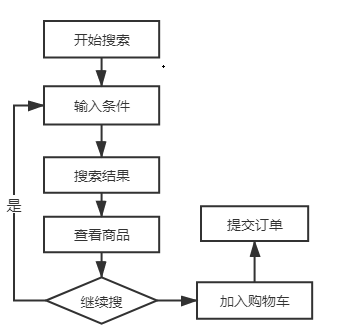 开始搜索
输入条件
搜索结果
是
查看商品
提交订单
继续搜
加入购物车